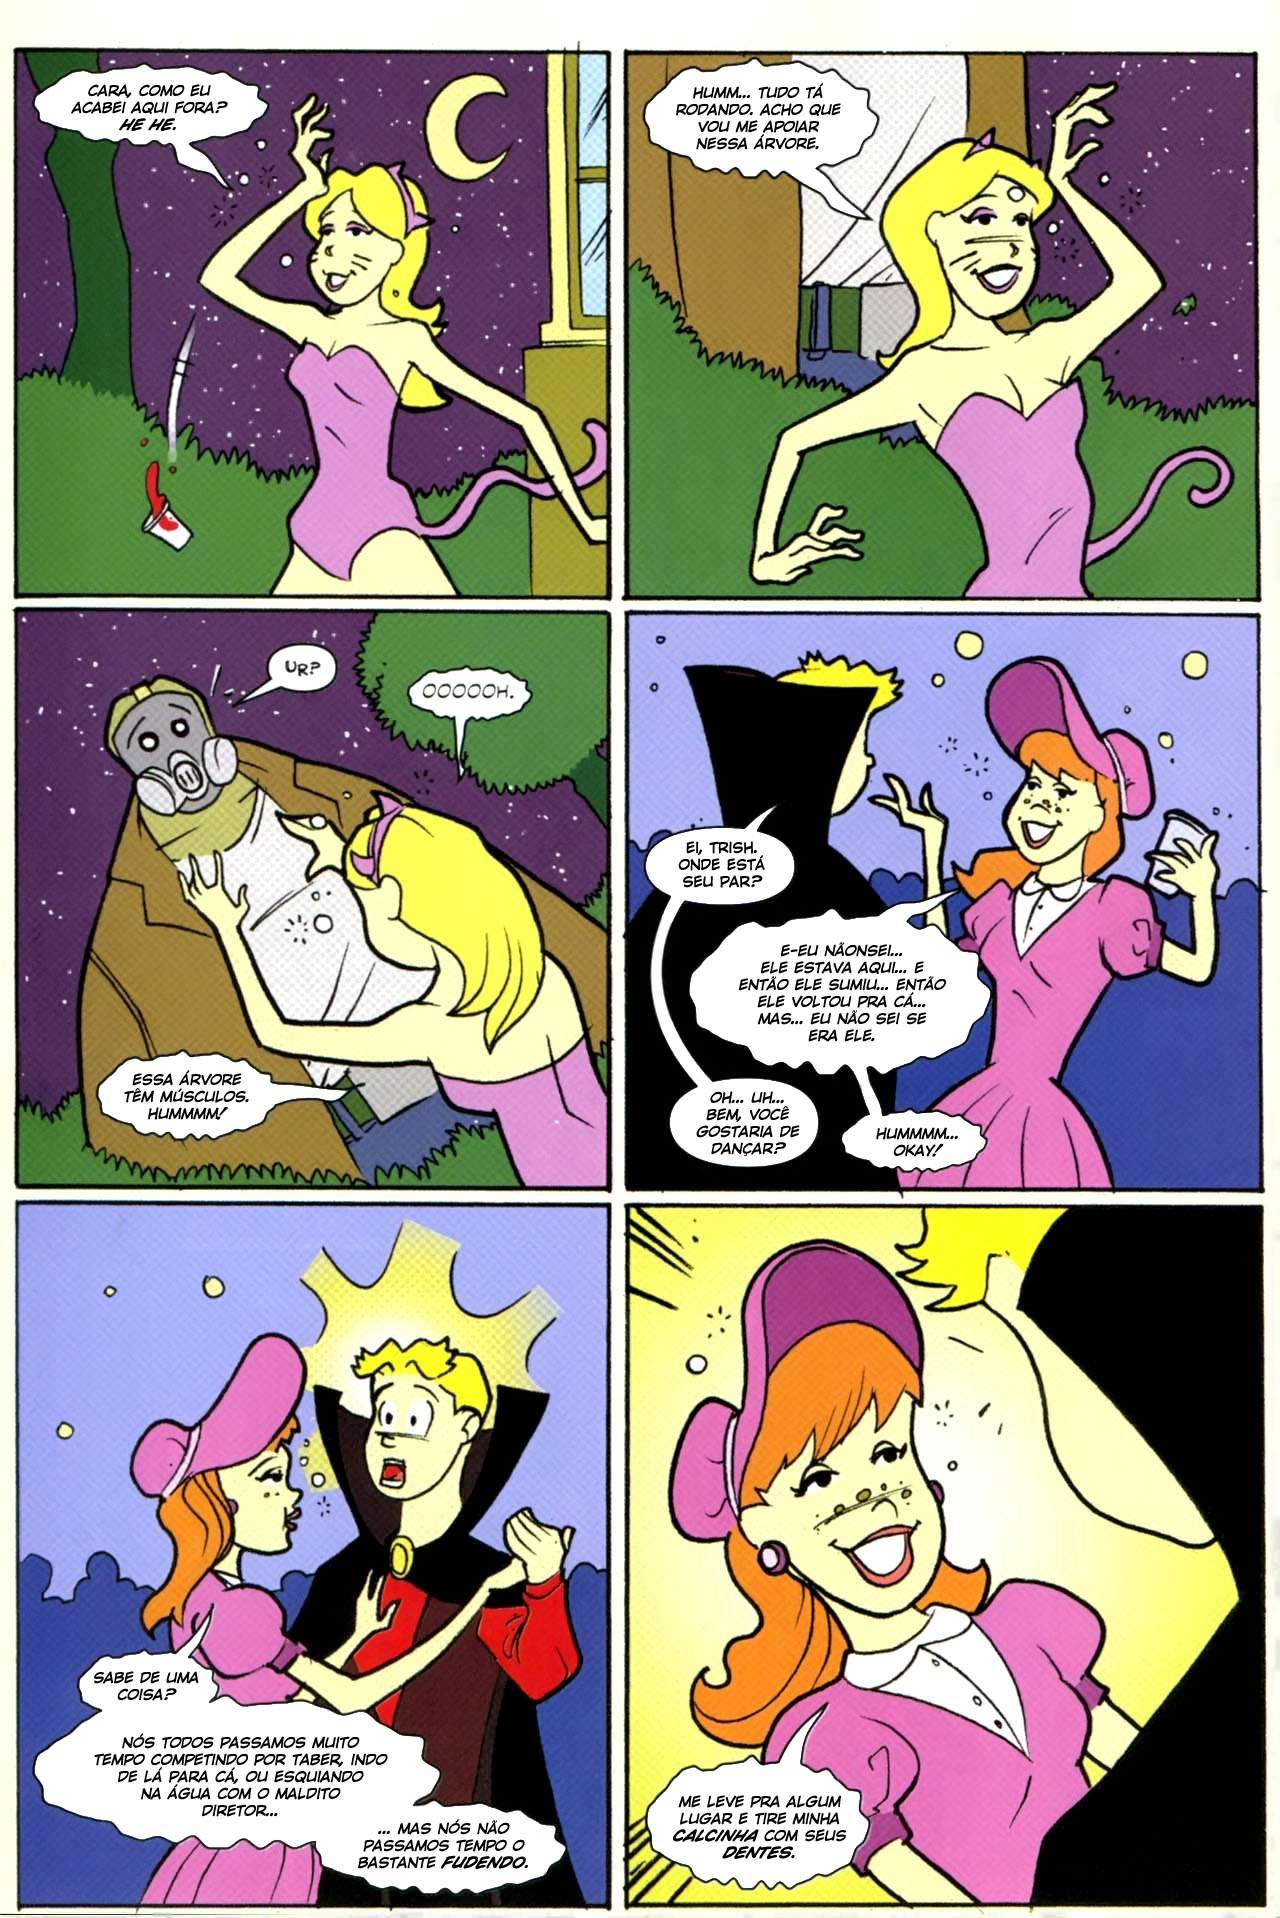 CARA, COMO EU
ACABEI AQUI FORA?
HE HE.
HUMM... TUDO TÁ
RODANDO. ACHO QUE
VOU ME APOIAR
NESSA ÁRVORE.
UR?
OOOOOH.
ESSA ÁRVORE
TÊM MÚSCULOS.
HUMMMM!
EI, TRISH.
ONDE ESTÁ
SEU PAR?
E-EU NÃONSEI...
ELE ESTAVA AQUI... E
ENTÃO ELE SUMIU... ENTÃO
ELE VOLTOU PRA CÁ...
MAS... EU NÃO SEI SE
ERA ELE.
OH... UH...
BEM, VOCÊ
GOSTARIA DE
DANÇAR?
HUMMMM...
OKAY!
SABE DE UMA
COISA?
NÓS TODOS PASSAMOS MUITO
TEMPO COMPETINDO POR TABER, INDO
DE LÁ PARA CÁ, OU ESQUIANDO
NA ÁGUA COM O MALDITO
DIRETOR...
... MAS NÓS NÃO
PASSAMOS TEMPO O
BASTANTE FUDENDO.
ME LEVE PRA ALGUM
LUGAR E TIRE MINHA
CALCINHA COM SEUS
DENTES.